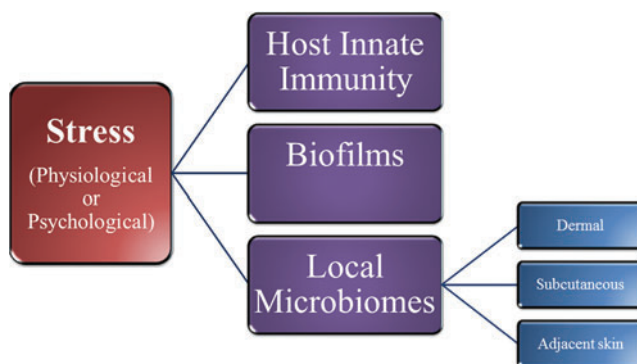 Stress
(Physiological
or
Psychological)
Host Innate
Immunity
Biofilms
Local
Microbiomes
Dermal
Subcutaneous
Adjacent skin